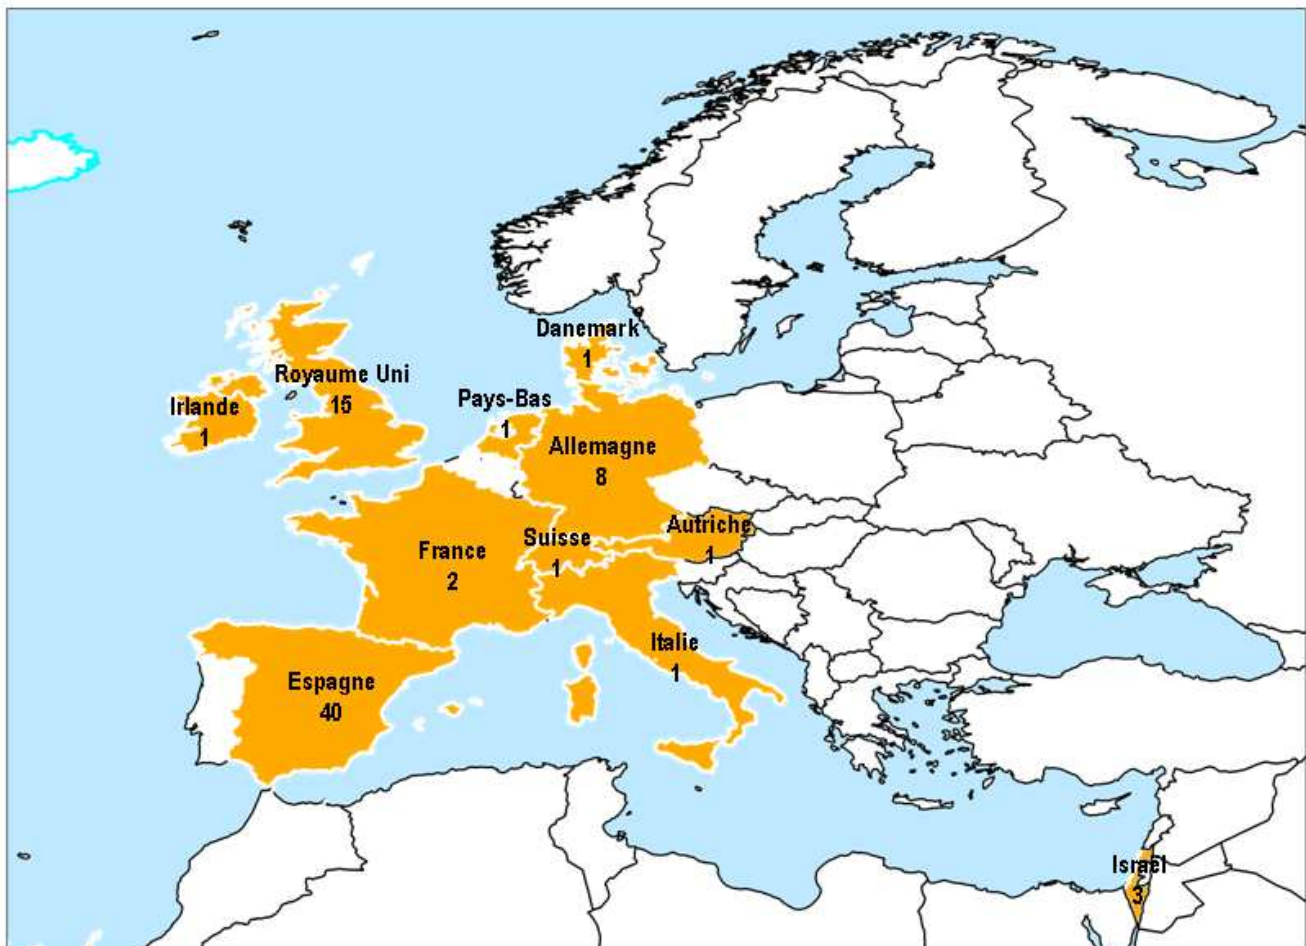 Danemark
1
Royaume Uni
15
Irlande
1
Pays-Bas
1
Allemagne
8
Autriche
1
Suisse
1
France
2
Italie
1
Espagne
40
Israël
3